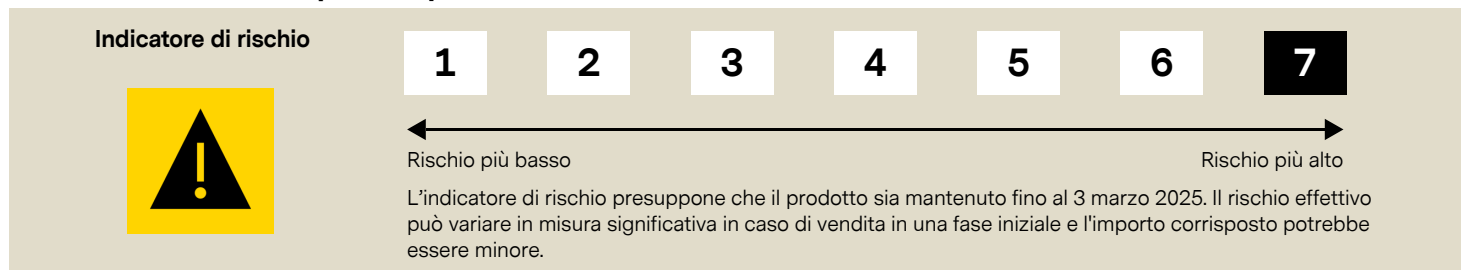 Indicatore di rischio
1 2 3 4 5 6 7
Rischio più basso Rischio più alto
L'indicatore di rischio presuppone che il prodotto sia mantenuto fino al 3 marzo 2025. Il rischio effettivo
può variare in misura significativa in caso di vendita in una fase iniziale e l'importo corrisposto potrebbe
essere minore.